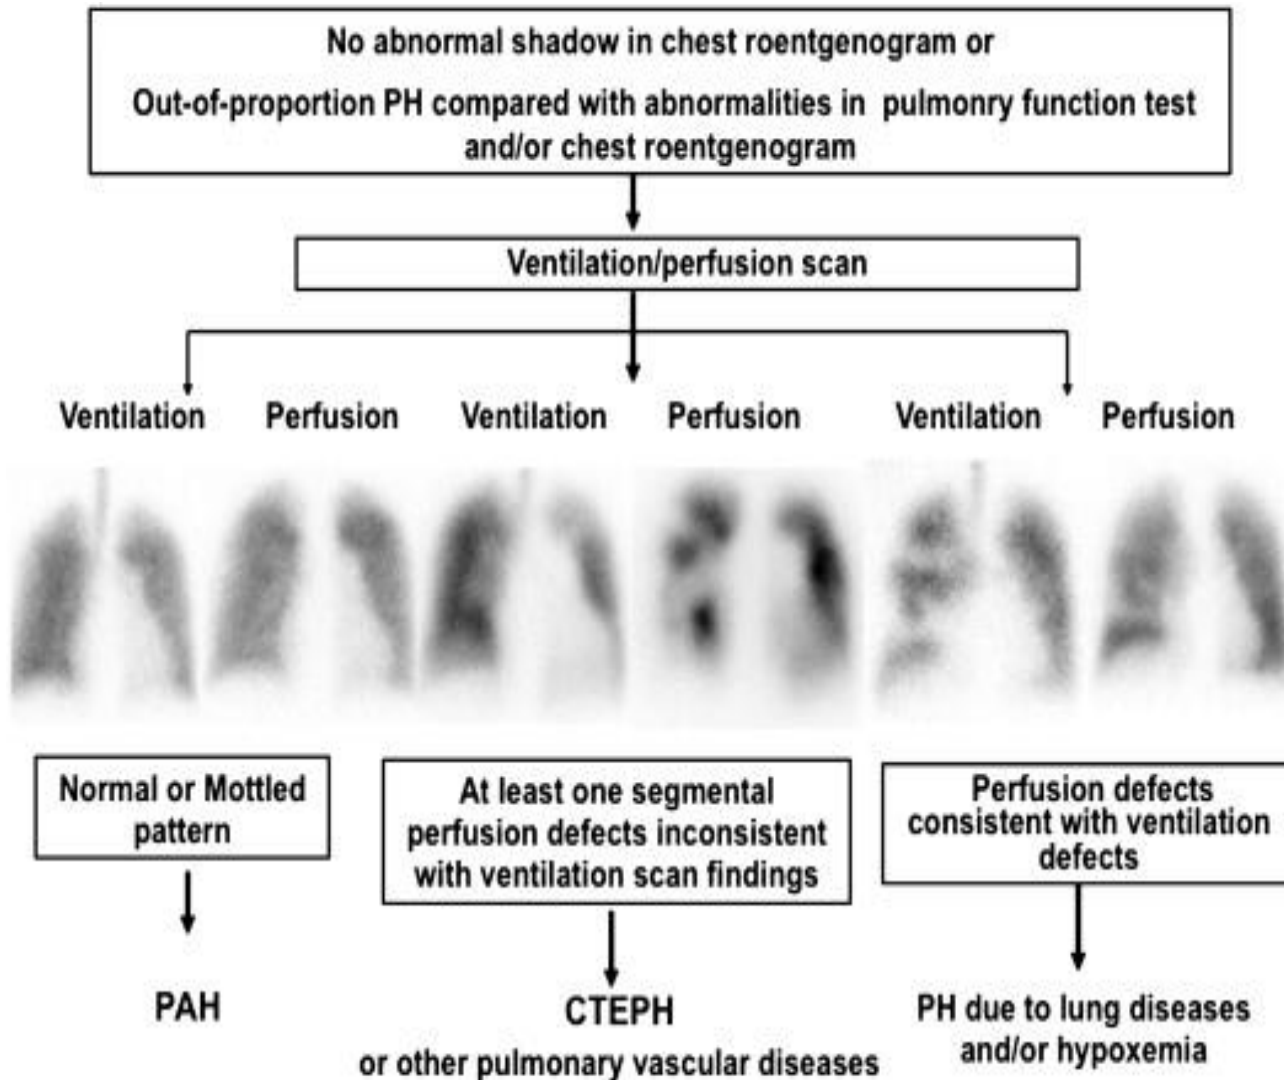 No abnormal shadow in chest roentgenogram or
Out-of-proportion PH compared with abnormalities in pulmonry function test
and/or chest roentgenogram
Ventilation/perfusion scan
Ventilation Perfusion Ventilation Perfusion Ventilation Perfusion
Normal or Mottled
pattern
At least one segmental
perfusion defects inconsistent
with ventilation scan findings
Perfusion defects
consistent with ventilation
defects
PAH
CTEPH
or other pulmonary vascular diseases
PH due to lung diseases
and/or hypoxemia